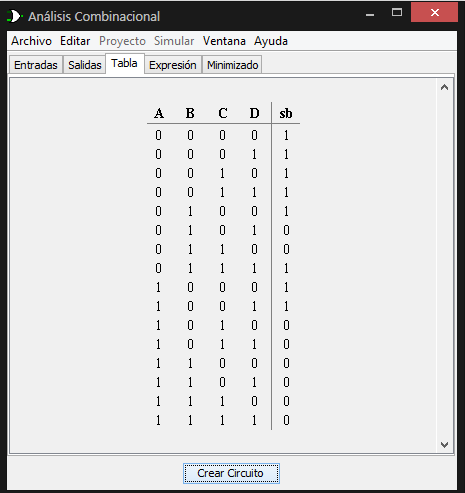 Análisis Combinacional
Archivo Editar Proyecto Simular Ventana Ayuda
Entradas Salidas Tabla Expresión Minimizado
A B C D sb
0 0 0 0 1
0 0 0 1 1
0 0 1 0 1
0 0 1 1 1
0 1 0 0 1
0 1 0 1 0
0 1 1 0 0
0 1 1 1 1
1 0 0 0 1
1 0 0 1 1
1 0 1 0 0
1 0 1 1 0
1 1 0 0 0
1 1 0 1 0
1 1 1 0 0
1 1 1 1 0
Crear Circuito